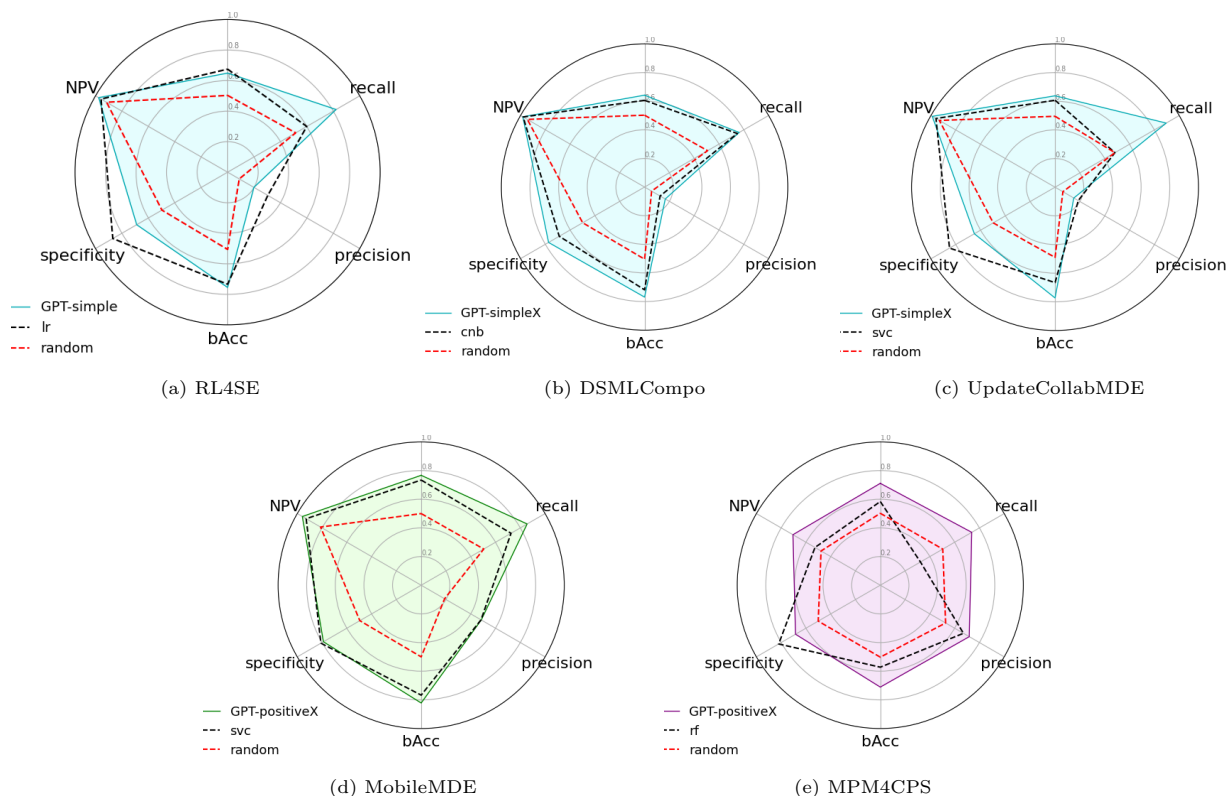 1.0
0.8
0.6
0.4
0.2
NPV
recall
specificity
precision
bAcc
GPT-simple
lr
random
(a) RL4SE
1.0
0.8
0.6
0.4
0.2
NPV
recall
specificity
precision
bAcc
GPT-simpleX
cnb
random
(b) DSMLCompo
1.0
0.8
0.6
0.4
0.2
NPV
recall
specificity
precision
bAcc
GPT-simpleX
svc
random
(c) UpdateCollabMDE
1.0
0.8
0.6
0.4
0.2
NPV
recall
specificity
precision
bAcc
GPT-positiveX
svc
random
(d) MobileMDE
1.0
0.8
0.6
0.4
0.2
NPV
recall
specificity
precision
bAcc
GPT-positiveX
rf
random
(e) MPM4CPS